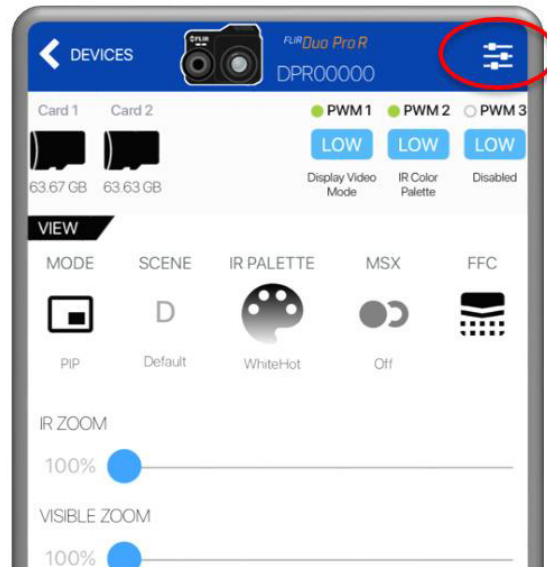 DEVICES
FLIR Duo Pro R
DPR00000
Card 1 Card 2
PWM 1 PWM 2 PWM 3
LOW LOW LOW
63.67 GB 63.63 GB
Display Video Mode IR Color Palette Disabled
VIEW
MODE SCENE IR PALETTE MSX FFC
D
PIP Default WhiteHot Off
IR ZOOM
100%
VISIBLE ZOOM
100%